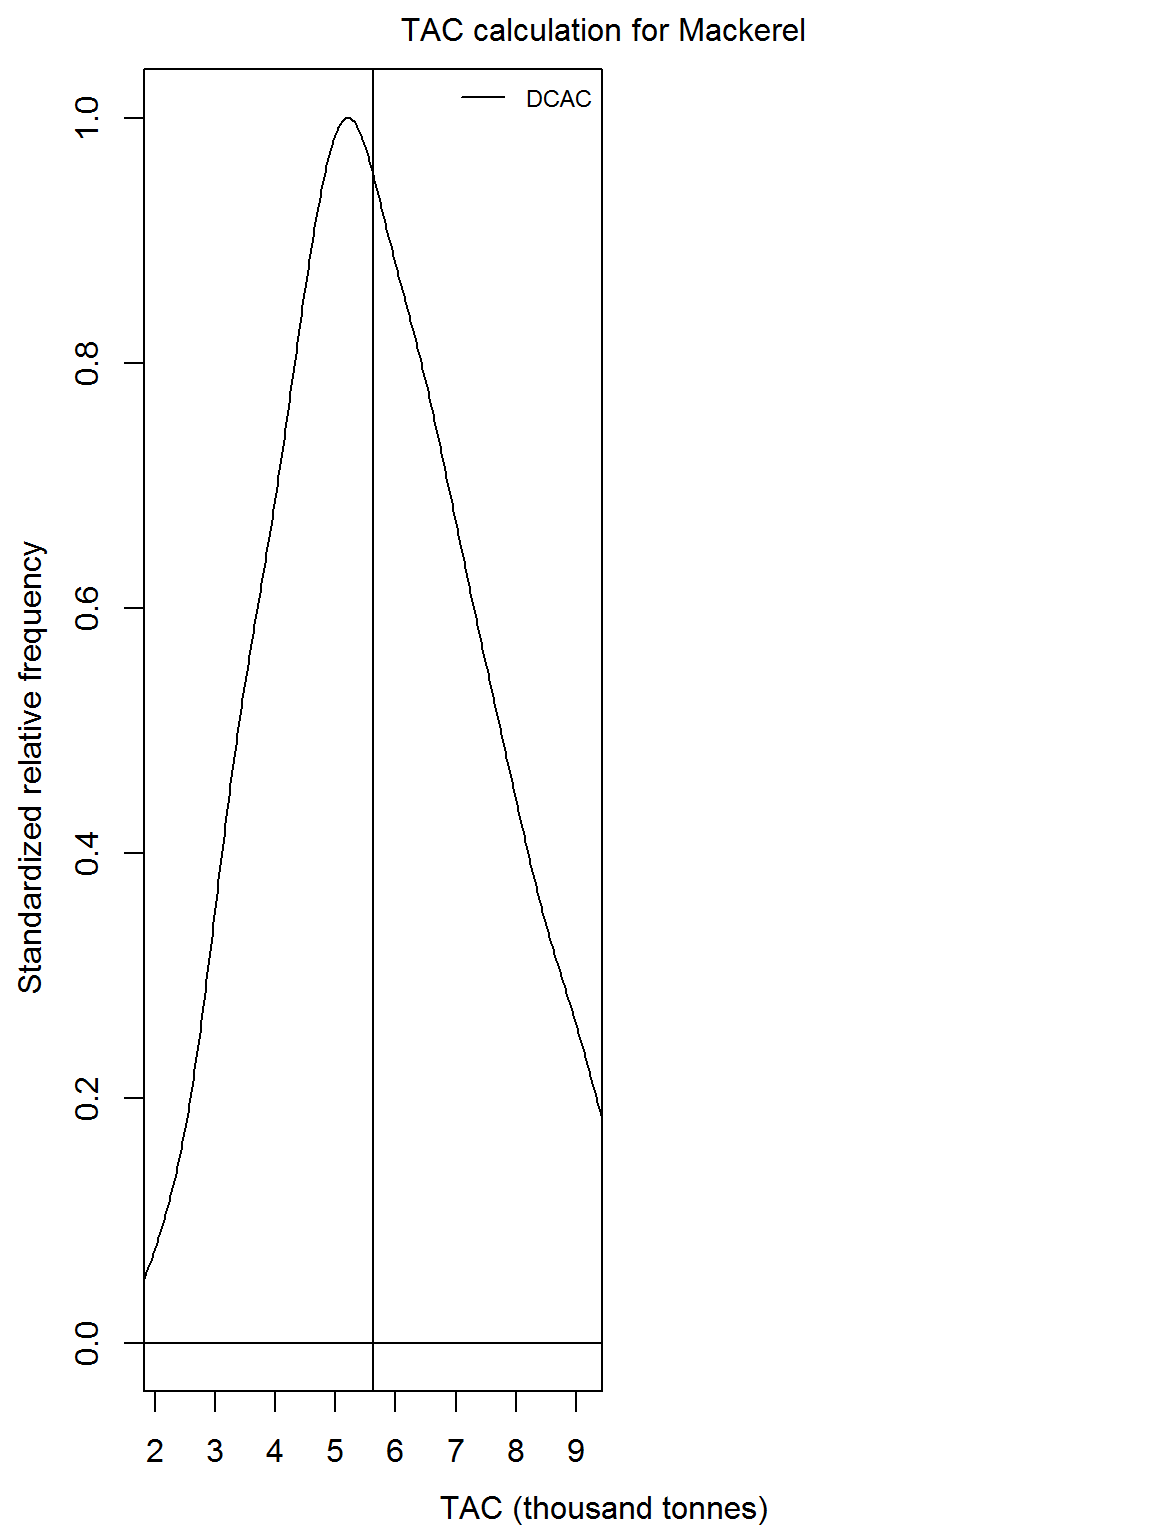 TAC calculation for Mackerel
DCAC
1.0
0.8
0.6
0.4
0.2
0.0
Standardized relative frequency
2 3 4 5 6 7 8 9
TAC (thousand tonnes)